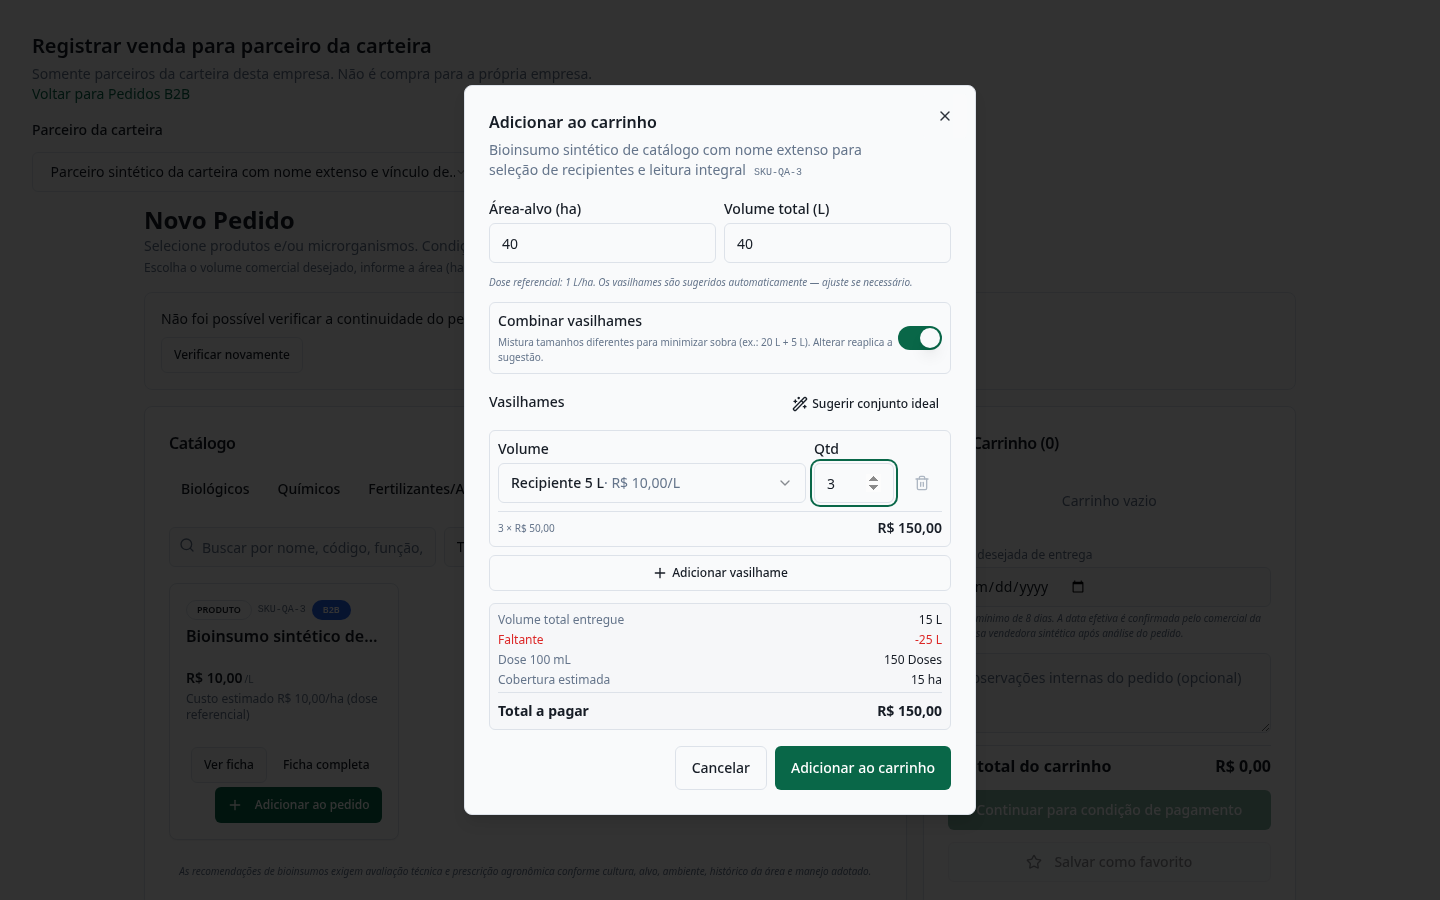 Registrar venda para parceiro da carteira
Somente parceiros da carteira desta empresa. Não é compra para a própria empresa.
Voltar para Pedidos B2B
Parceiro da carteira
Parceiro sintético da carteira com nome extenso e vínculo de..
Novo Pedido
Selecione produtos e/ou microrganismos. Condiç
Escolha o volume comercial desejado, informe a área (ha
Não foi possível verificar a continuidade do pe
Verificar novamente
Catálogo
Biológicos
Químicos
Fertilizantes/A
Buscar por nome, código, função,
T
PRODUTO
SKU-QA-3
B2B
Bioinsumo sintético de...
R$ 10,00 /L
Custo estimado R$ 10,00/ha (dose
referencial)
Ver ficha
Ficha completa
Adicionar ao pedido
As recomendações de bioinsumos exigem avaliação técnica e prescrição agronômica conforme cultura, alvo, ambiente, histórico da área e manejo adotado.
Adicionar ao carrinho
Bioinsumo sintético de catálogo com nome extenso para
seleção de recipientes e leitura integral SKU-QA-3
Área-alvo (ha)
Volume total (L)
40
40
Dose referencial: 1 L/ha. Os vasilhames são sugeridos automaticamente — ajuste se necessário.
Combinar vasilhames
Mistura tamanhos diferentes para minimizar sobra (ex.: 20 L + 5 L). Alterar reaplica a
sugestão.
Vasilhames
Sugerir conjunto ideal
Volume
Qtd
Recipiente 5 L · R$ 10,00/L
3
3 × R$ 50,00
R$ 150,00
Adicionar vasilhame
Volume total entregue
15 L
Faltante
-25 L
Dose 100 mL
150 Doses
Cobertura estimada
15 ha
Total a pagar
R$ 150,00
Cancelar
Adicionar ao carrinho
Carrinho (0)
Carrinho vazio
desejada de entrega
m/dd/yyyy
mínimo de 8 dias. A data efetiva é confirmada pela comercial da
sa vendedora sintética após análise do pedido.
bservações internas do pedido (opcional)
total do carrinho
R$ 0,00
Continuar para condição de pagamento
Salvar como favorito